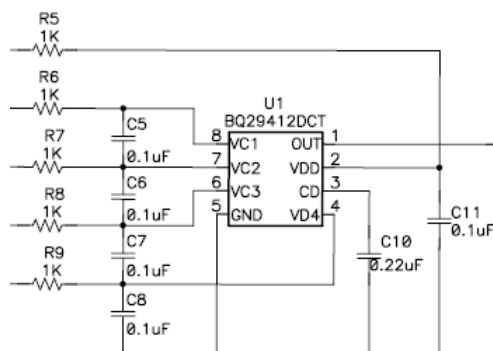 R5
1K
R6
1K
U1
BQ29412DCT
C5
0.1uF
R7
1K
8 VC1 OUT 1
7 VC2 VDD 2
6 VC3 CD 3
5 GND VD4 4
C6
0.1uF
R8
1K
C7
0.1uF
R9
1K
C8
0.1uF
C11
0.1uF
C10
0.22uF